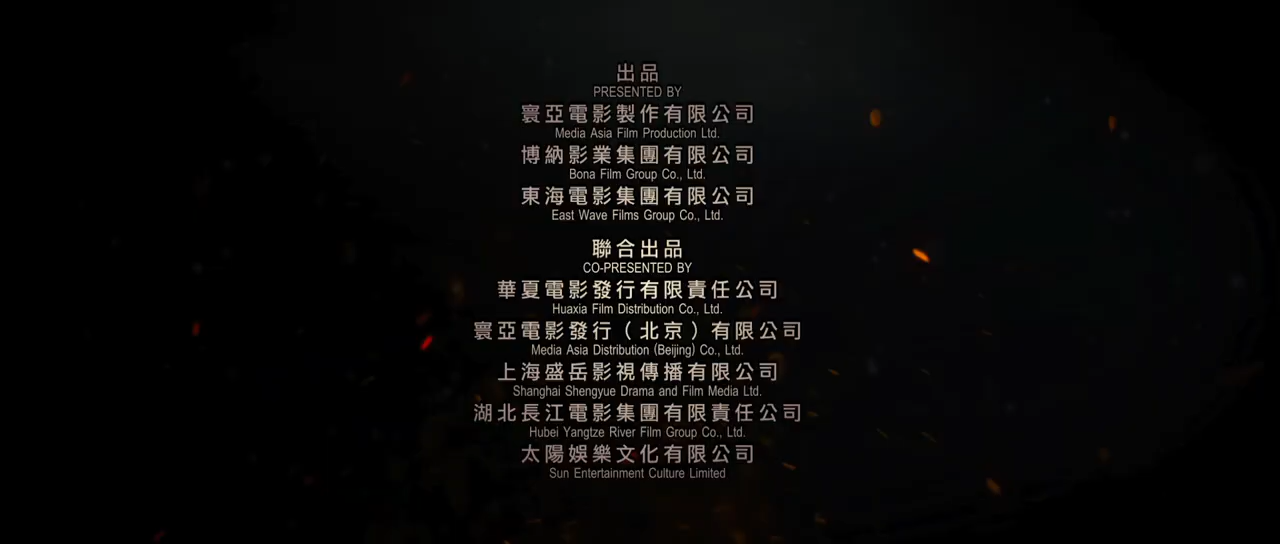 出品
PRESENTED BY
寰亞電影製作有限公司
Media Asia Film Production Ltd.
博納影業集團有限公司
Bona Film Group Co., Ltd.
東海電影集團有限公司
East Wave Films Group Co., Ltd.
聯合出品
CO-PRESENTED BY
華夏電影發行有限責任公司
Huaxia Film Distribution Co., Ltd.
寰亞電影發行（北京）有限公司
Media Asia Distribution (Beijing) Co., Ltd.
上海盛岳影視傳播有限公司
Shanghai Shengyue Drama and Film Media Ltd.
湖北長江電影集團有限責任公司
Hubei Yangtze River Film Group Co., Ltd.
太陽娛樂文化有限公司
Sun Entertainment Culture Limited